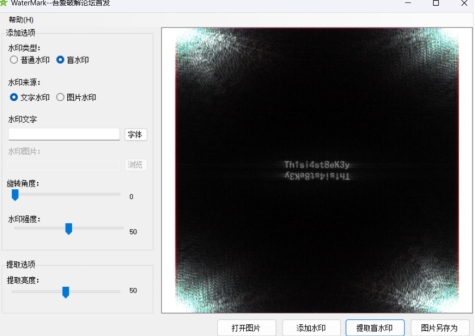 WaterMark--吾爱破解论坛首发
帮助(H)
添加选项
水印类型:
普通水印 盲水印
水印来源:
文字水印 图片水印
水印文字
字体
水印图片:
浏览
旋转角度:
0
水印强度:
50
提取选项
提取亮度:
50
Th1si4stBeK3y
Th1si4stBeK3y
打开图片 添加水印 提取盲水印 图片另存为